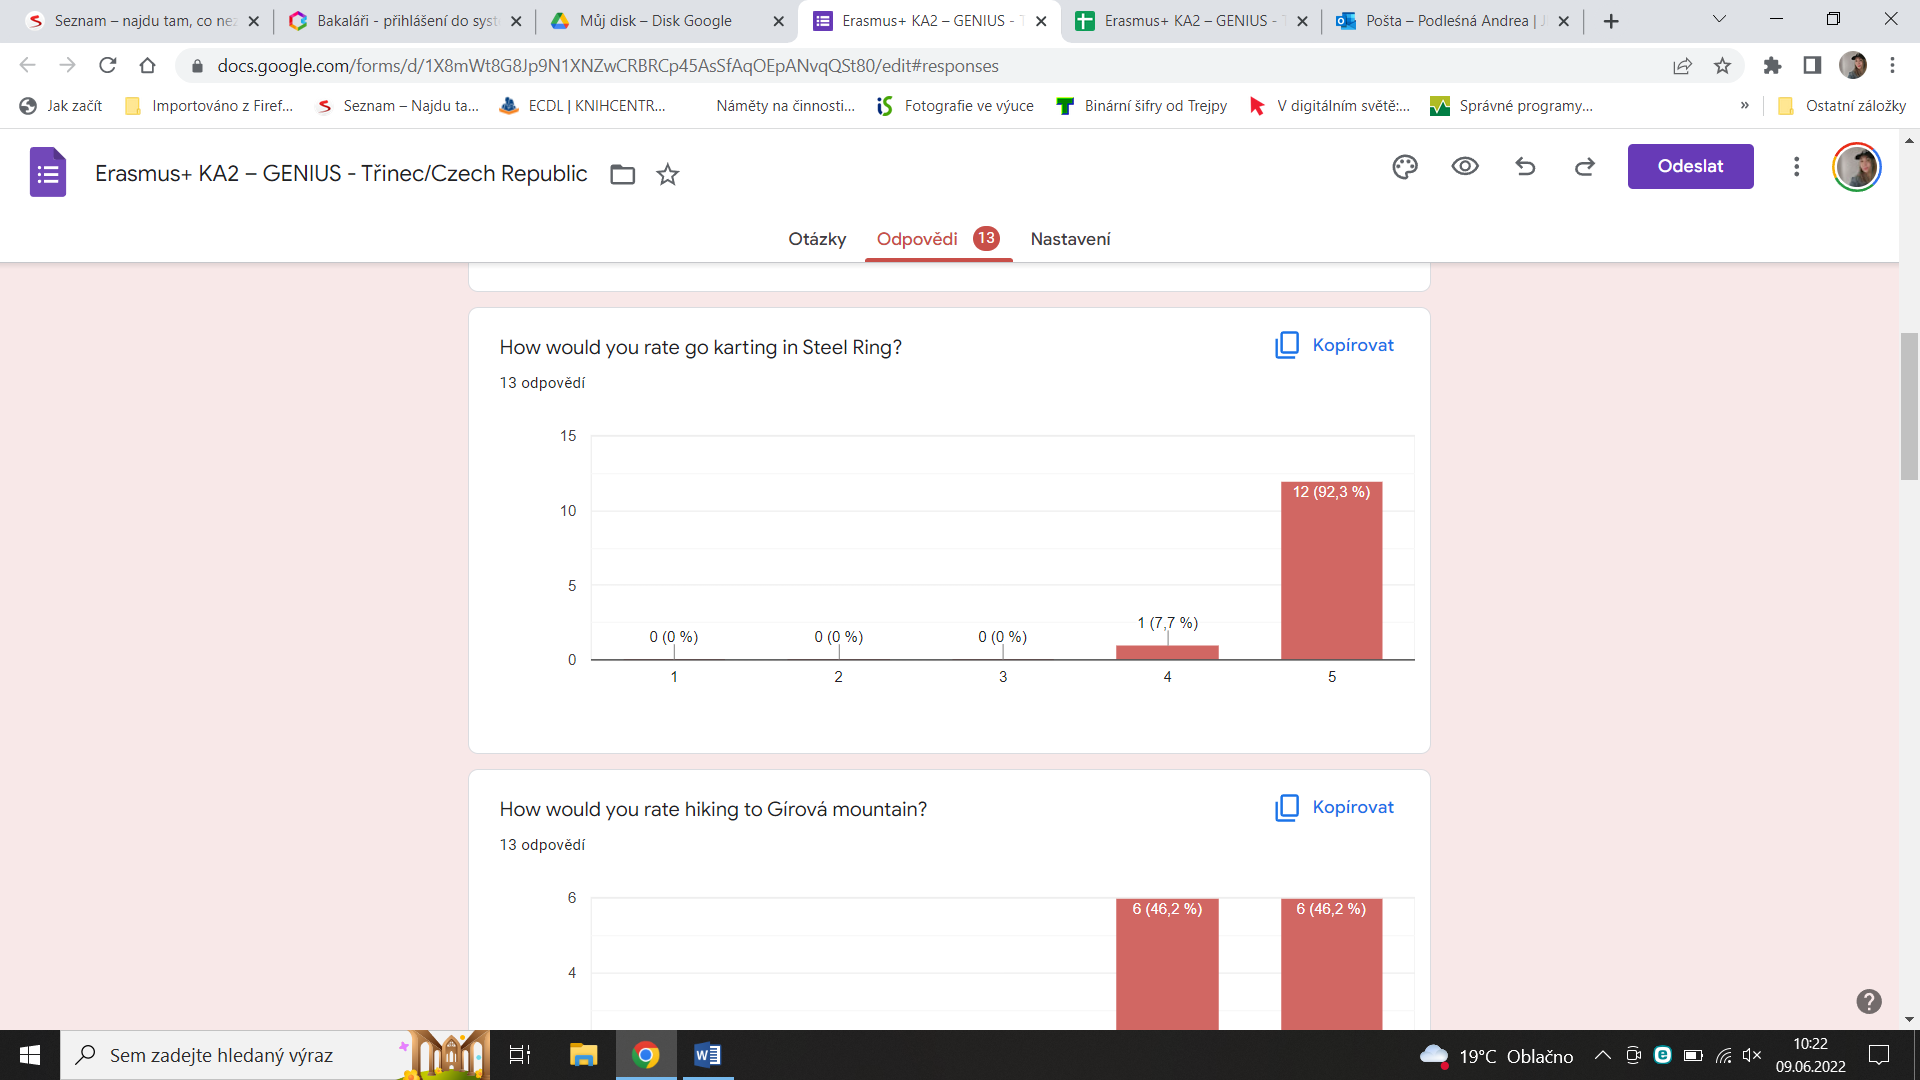 Seznam – najdu tam, co nez
Bakaláři - přihlášení do syst
Můj disk – Disk Google
Erasmus+ KA2 – GENIUS - T
Erasmus+ KA2 – GENIUS - T
Pošta – Podleśná Andrea | J
docs.google.com/forms/d/1X8mWt8G8Jp9N1XNZwCRBRCp45AsSfAqOEpANvqQSt80/edit#responses
Jak začít
Importováno z Firef...
Seznam – Najdu ta...
ECDL | KNIHCENTR...
Náměty na činnosti...
Fotografie ve výuce
Binární šifry od Trejpy
V digitálním světě:...
Správné programy...
»
Ostatní záložky
Erasmus+ KA2 – GENIUS - Třinec/Czech Republic
Odeslat
Otázky
Odpovědi 13
Nastavení
How would you rate go karting in Steel Ring?
Kopírovat
13 odpovědí
15
10
5
0
0 (0 %)
0 (0 %)
0 (0 %)
1 (7,7 %)
12 (92,3 %)
1
2
3
4
5
How would you rate hiking to Gírová mountain?
Kopírovat
13 odpovědí
6
4
6 (46,2 %)
6 (46,2 %)
Sem zadejte hledaný výraz
19°C Oblačno
10:22
09.06.2022